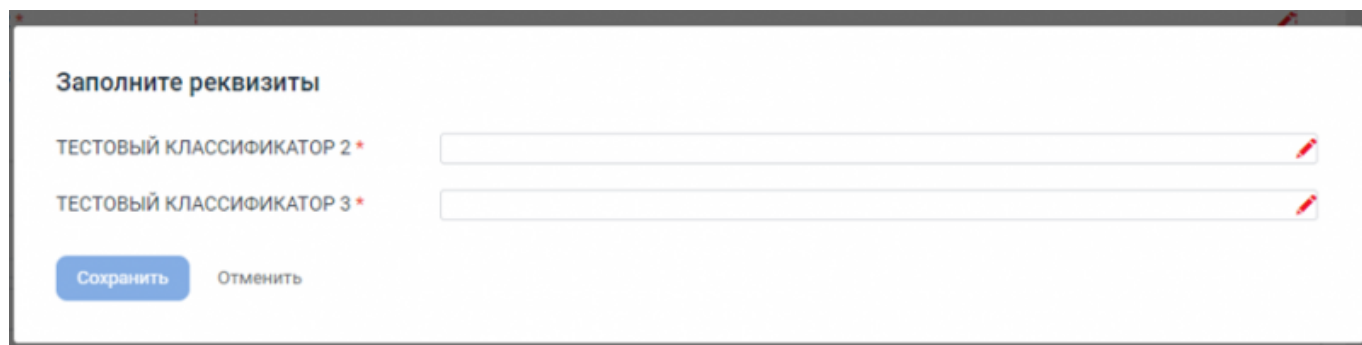 Заполните реквизиты
ТЕСТОВЫЙ КЛАССИФИКАТОР 2 *
ТЕСТОВЫЙ КЛАССИФИКАТОР 3 *
Сохранить Отменить